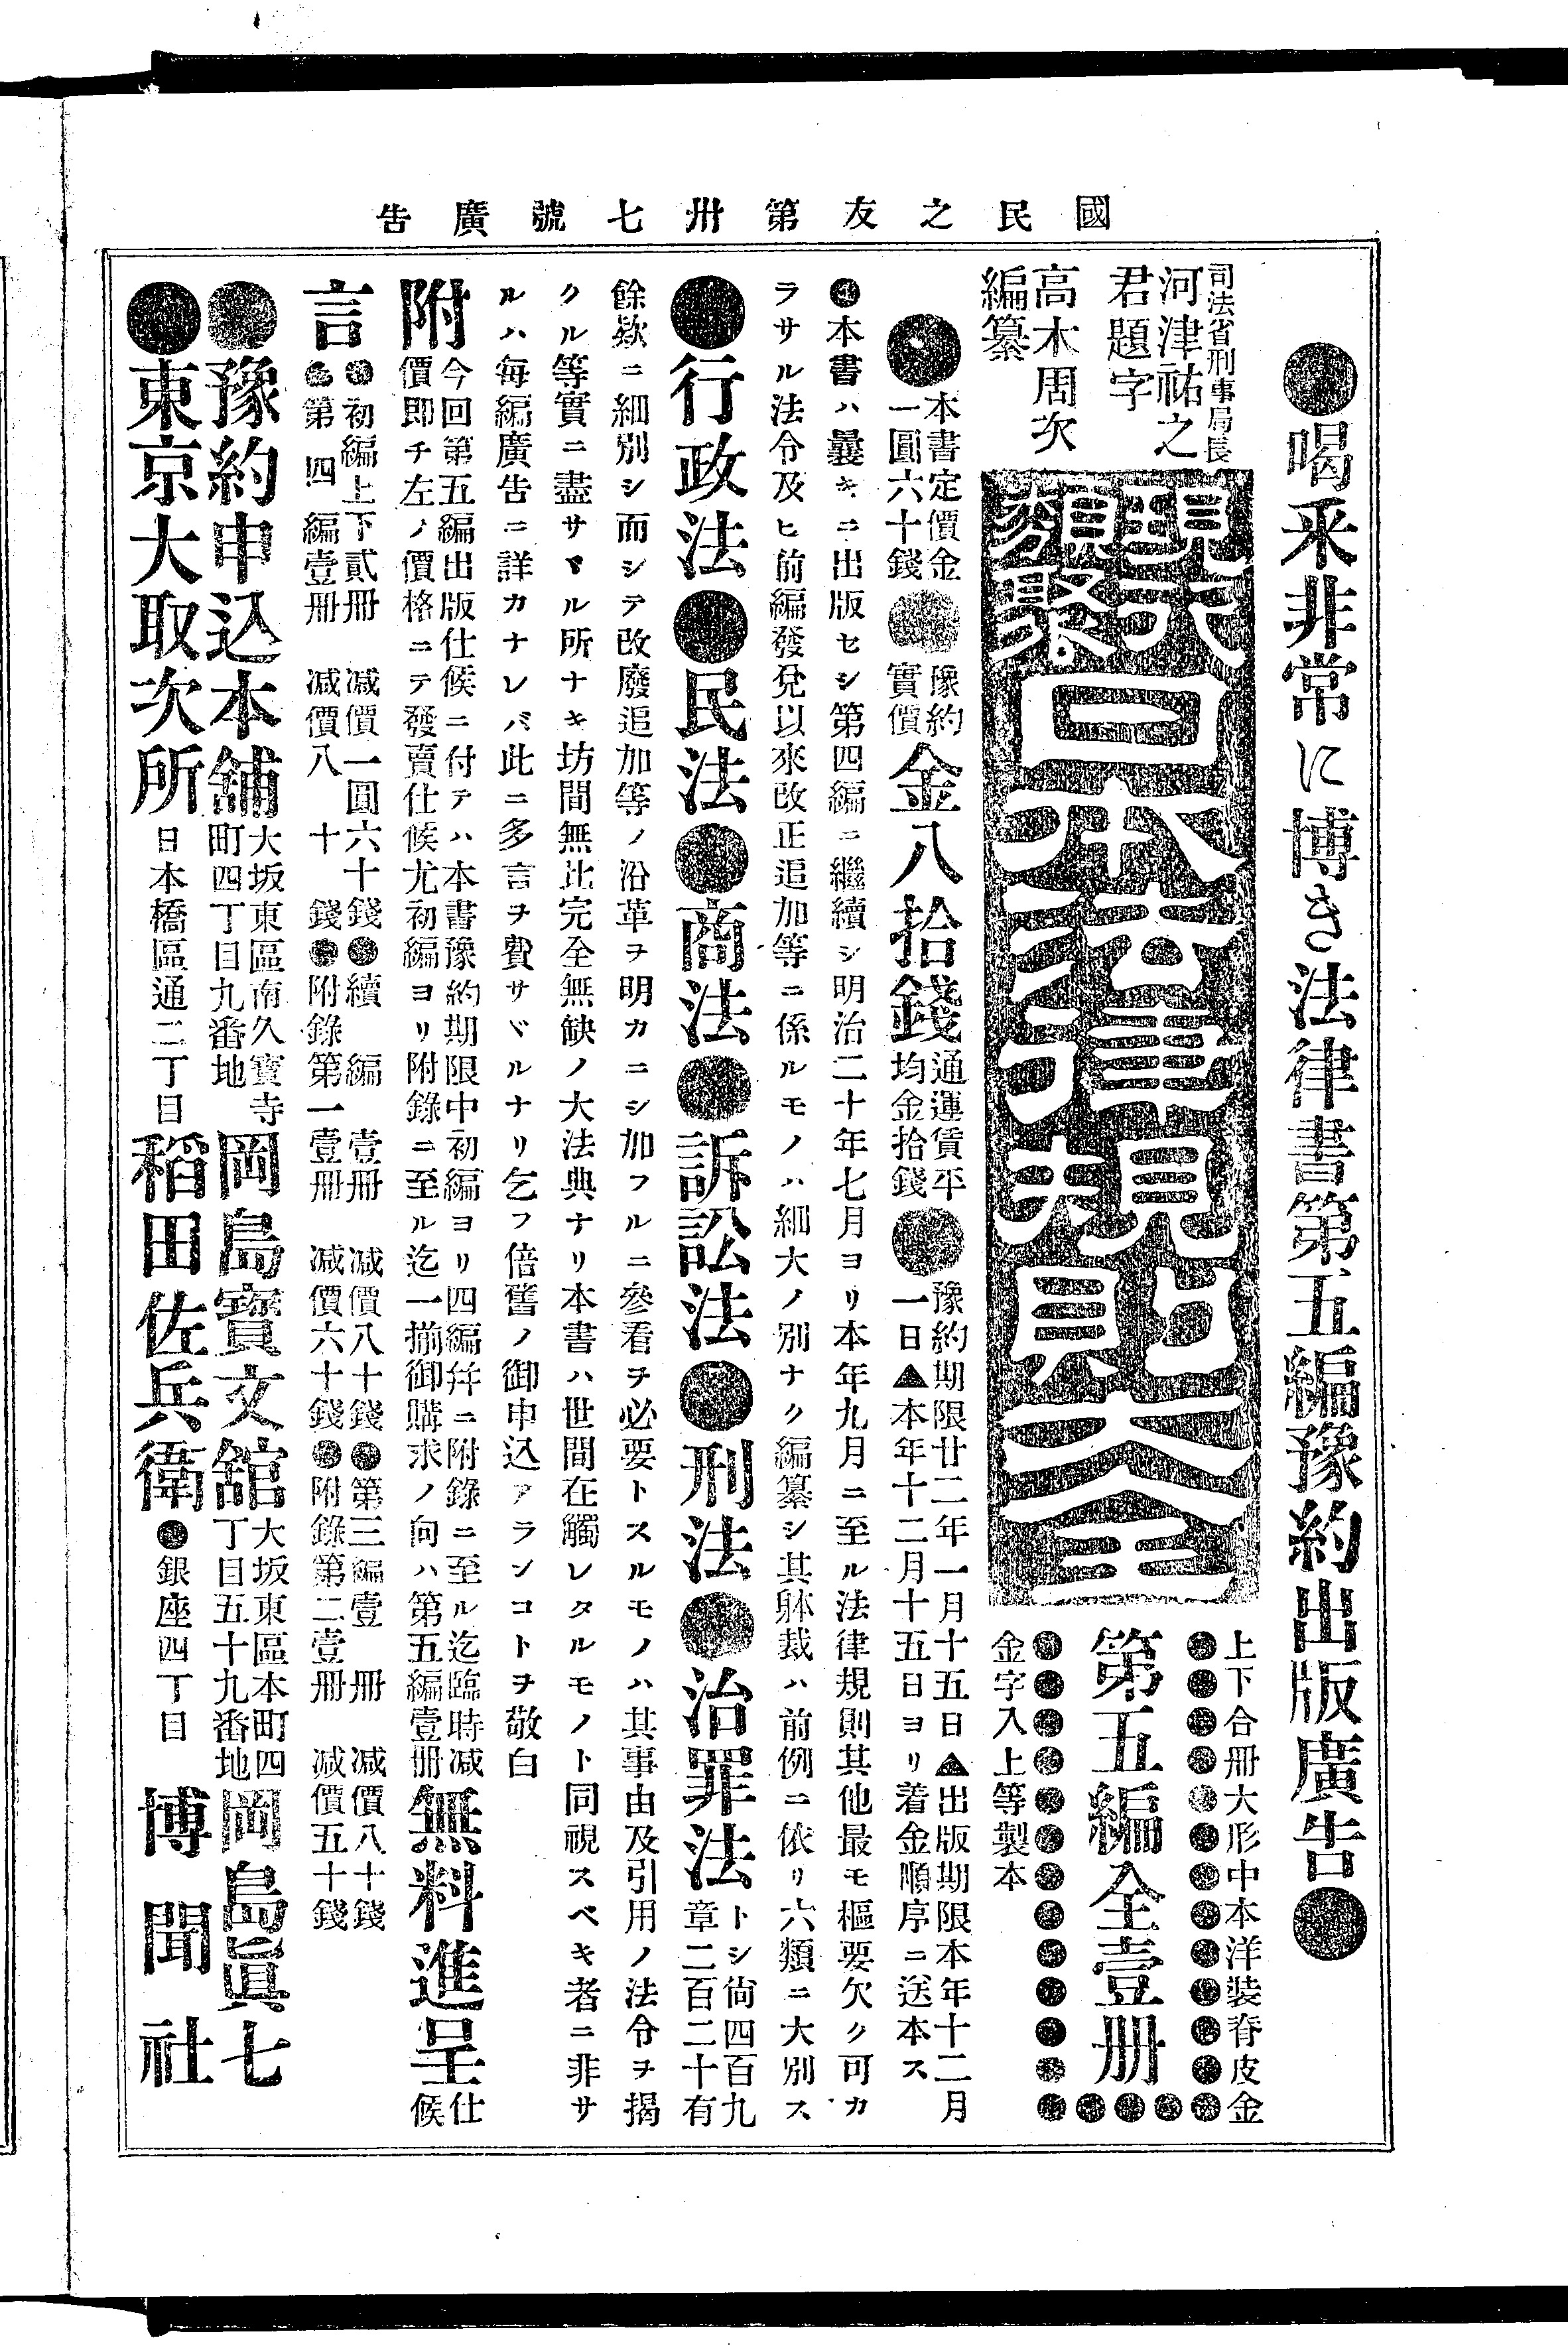 國民之友第卅七號廣告
●喝釆非常に博き法律書第五編豫約出版廣告●
司法省刑事局長
河津祐之
君題字
高木周次
編纂
現行類聚日本法律規則大全
上下合册大形中本洋装脊皮金
第五編全壹册
金字入上等製本
●本書定價金
一圓六十錢
●豫約
實價
金八拾錢
通運賃平
均金拾錢
●豫約期限廿二年一月十五日▲出版期限本年十二月
一日▲本年十二月十五日ヨリ着金順序ニ送本ス
●本書ハ曩キニ出版セシ第四編ニ繼續シ明治二十年七月ヨリ本年九月ニ至ル法律規則其他最モ樞要欠ク可カ
ラサル法令及ヒ前編發兌以來改正追加等ニ係ルモノハ細大ノ別ナク編纂シ其躰裁ハ前例ニ依リ六類ニ大別ス
●行政法●民法●商法●訴訟法●刑法●治罪法
トシ尙四百九
章二百二十有
餘欵ニ細別シ而シテ改廢追加等ノ沿革ヲ明カニシ加フルニ參看ヲ必要トスルモノハ其事由及引用ノ法令ヲ揭
クル等實ニ盡サヾル所ナキ坊間無比完全無缺ノ大法典ナリ本書ハ世間在觸レタルモノト同視スベキ者ニ非サ
ルハ每編廣告ニ詳カナレバ此ニ多言ヲ費サヾルナリ乞フ倍舊ノ御申込アランコトヲ敬白
附
今回第五編出版仕候ニ付テハ本書豫約期限中初編ヨリ四編幷ニ附錄ニ至ル迄臨時减
價即チ左ノ價格ニテ發賣仕候尤初編ヨリ附錄ニ至ル迄一揃御購求ノ向ハ第五編壹册
無料進呈
仕
候
言
●初編上下貳册 减價一圓六十錢●續編 壹册 减價八十錢●第三編壹册 减價八十錢
●第四編壹册 减價八十錢●附錄第一壹册 减價六十錢●附錄第二壹册 减價五十錢
●豫約申込本舖
大坂東區南久寶寺
町四丁目九番地
岡島寶文舘
大坂東區本町四
丁目五十九番地
岡島眞七
●東京大取次所
日本橋區通二丁目
稻田佐兵衞
●銀座四丁目
博聞社